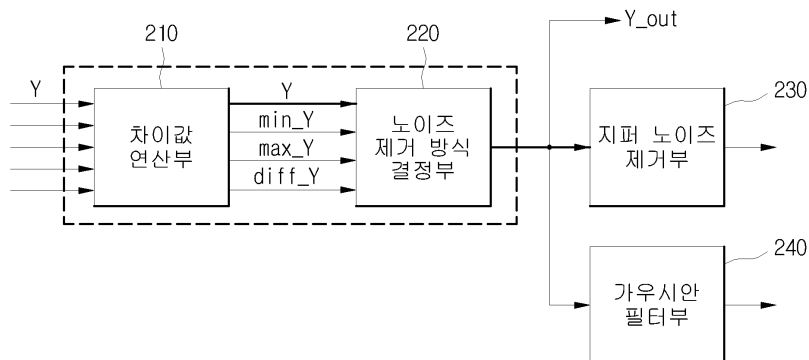 Y_out
210
220
230
Y
차이값
연산부
Y
min_Y
max_Y
diff_Y
노이즈
제거 방식
결정부
지퍼 노이즈
제거부
240
가우시안
필터부